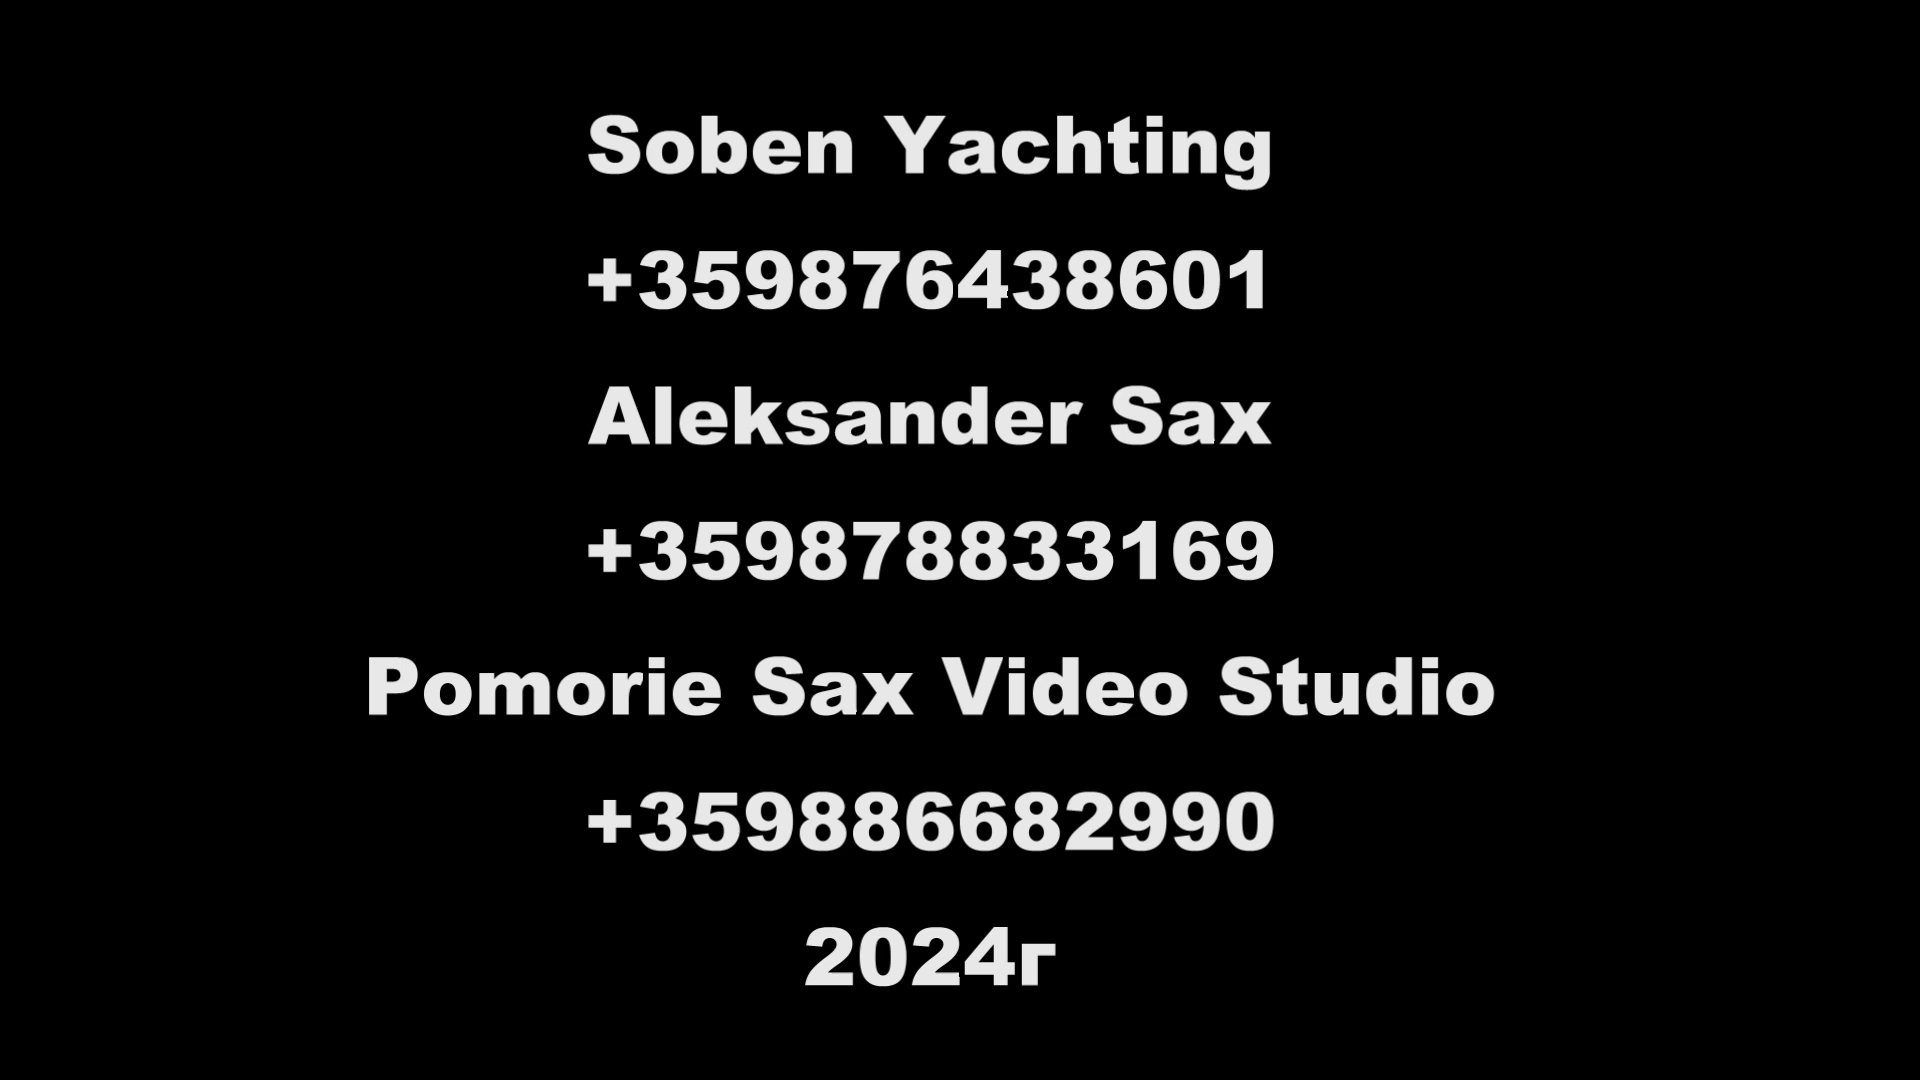 Soben Yachting
+359876438601
Aleksander Sax
+359878833169
Pomorie Sax Video Studio
+359886682990
2024г